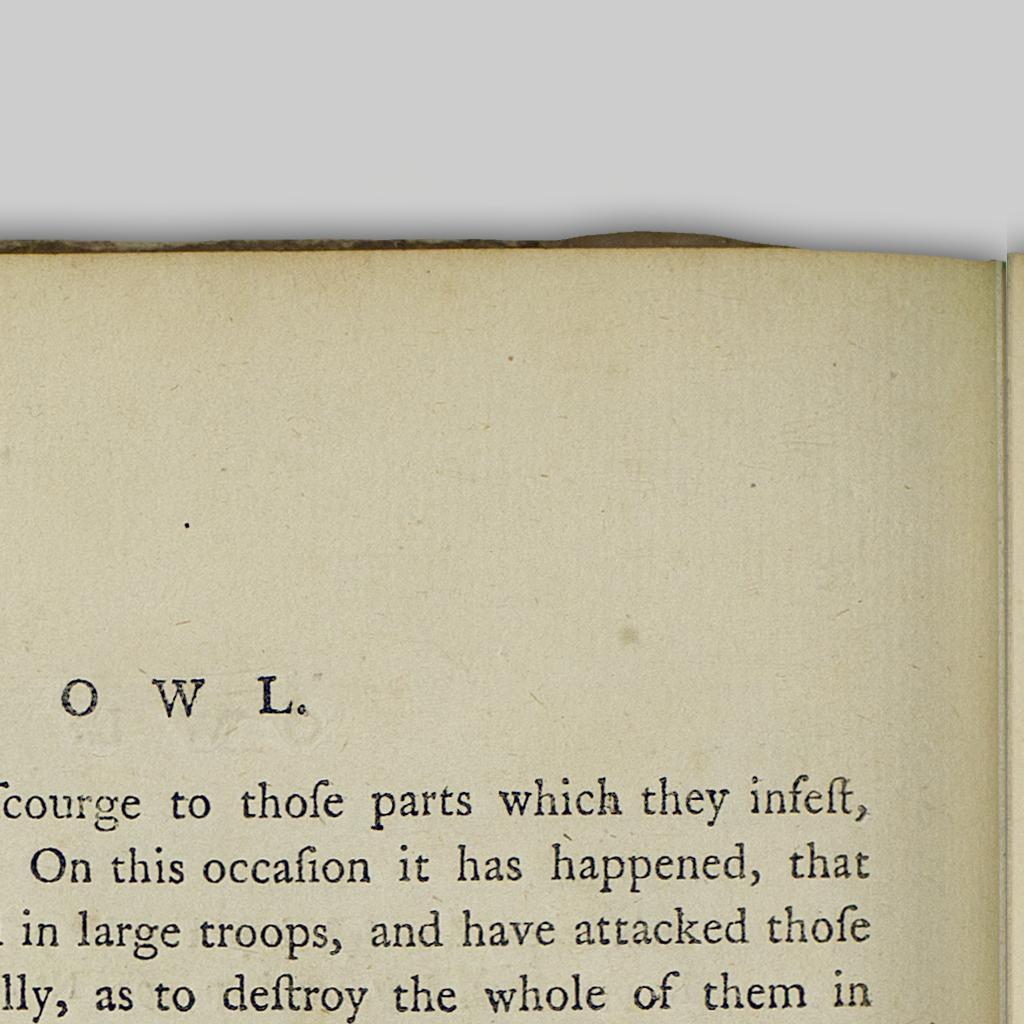 O W L.
ſcourge to thoſe parts which they infeſt,
On this occaſion it has happened, that
in large troops, and have attacked thoſe
as to deſtroy the whole of them in